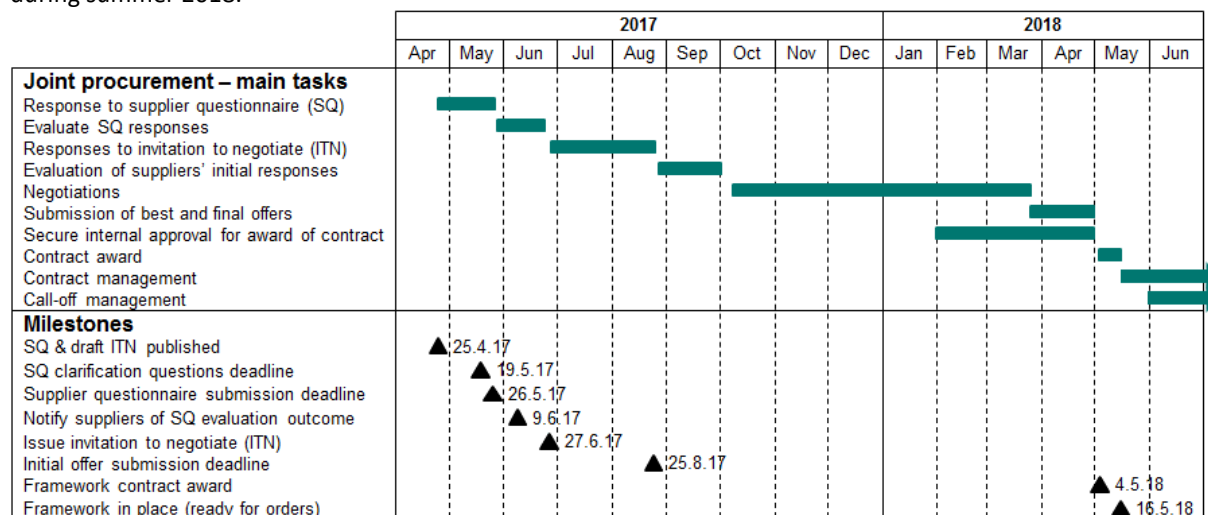 during summer 2018.
2017 2018
Apr May Jun Jul Aug Sep Oct Nov Dec Jan Feb Mar Apr May Jun
Joint procurement – main tasks
Response to supplier questionnaire (SQ)
Evaluate SQ responses
Responses to invitation to negotiate (ITN)
Evaluation of suppliers' initial responses
Negotiations
Submission of best and final offers
Secure internal approval for award of contract
Contract award
Contract management
Call-off management
Milestones
SQ & draft ITN published 25.4.17
SQ clarification questions deadline 19.5.17
Supplier questionnaire submission deadline 26.5.17
Notify suppliers of SQ evaluation outcome 9.6.17
Issue invitation to negotiate (ITN) 27.6.17
Initial offer submission deadline 25.8.17
Framework contract award 4.5.18
Framework in place (ready for orders) 16.5.18